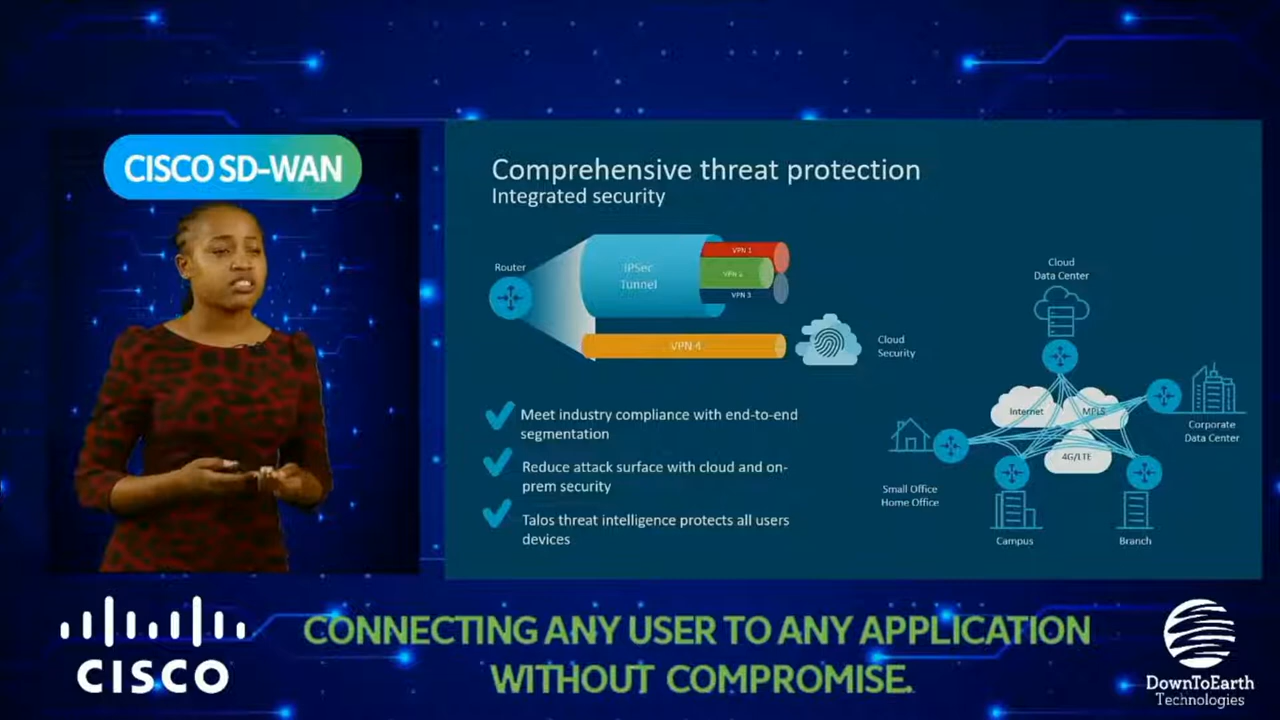 CISCO SD-WAN
Comprehensive threat protection
Integrated security
Router
IPSec
Tunnel
VPN 1
VPN 2
VPN 3
VPN 4
Cloud
Security
Meet industry compliance with end-to-end
segmentation
Reduce attack surface with cloud and on-
prem security
Talos threat intelligence protects all users
devices
Cloud
Data Center
Internet
MPLS
4G/LTE
Corporate
Data Center
Small Office
Home Office
Campus
Branch
CISCO
CONNECTING ANY USER TO ANY APPLICATION
WITHOUT COMPROMISE.
DownToEarth
Technologies